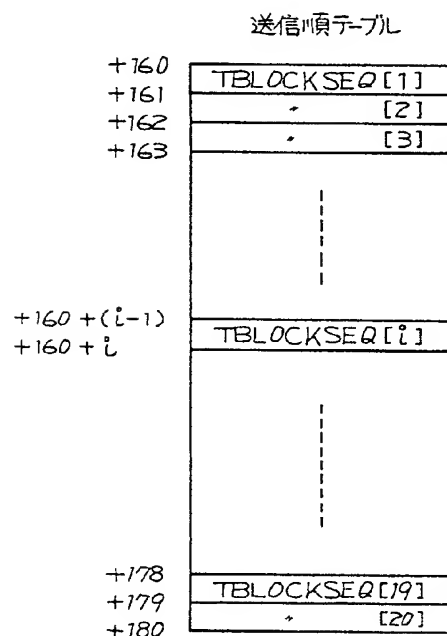 送信順テーブル
+160
TBLOCKSEQ[1]
+161
〃 [2]
+162
〃 [3]
+163
+160+(i-1)
TBLOCKSEQ[i]
+160+i
+178
TBLOCKSEQ[19]
+179
〃 [20]
+180